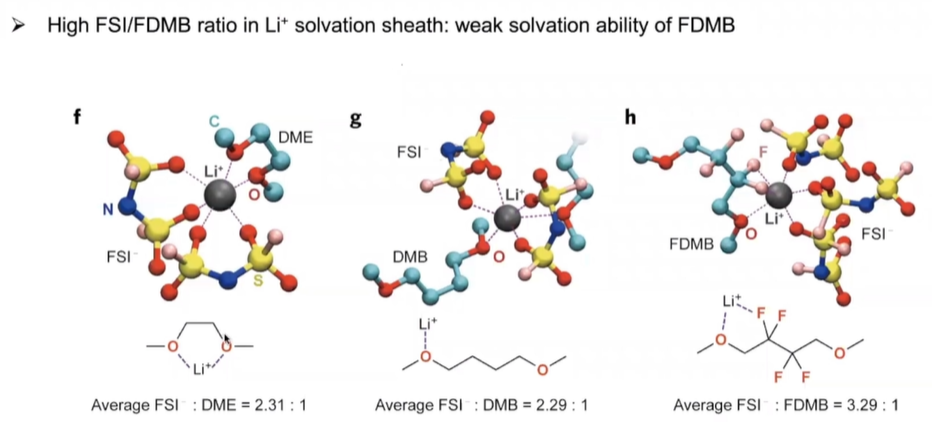 ➢ High FSI/FDMB ratio in Li⁺ solvation sheath: weak solvation ability of FDMB
f
C
DME
Li⁺
O
N
FSI⁻
S
O
O
Li⁺
Average FSI⁻ : DME = 2.31 : 1
g
FSI⁻
Li⁺
DMB
O
Li⁺
O
O
Average FSI⁻ : DMB = 2.29 : 1
h
F
Li⁺
FDMB
O
FSI⁻
Li⁺
F F
O
O
F F
Average FSI⁻ : FDMB = 3.29 : 1